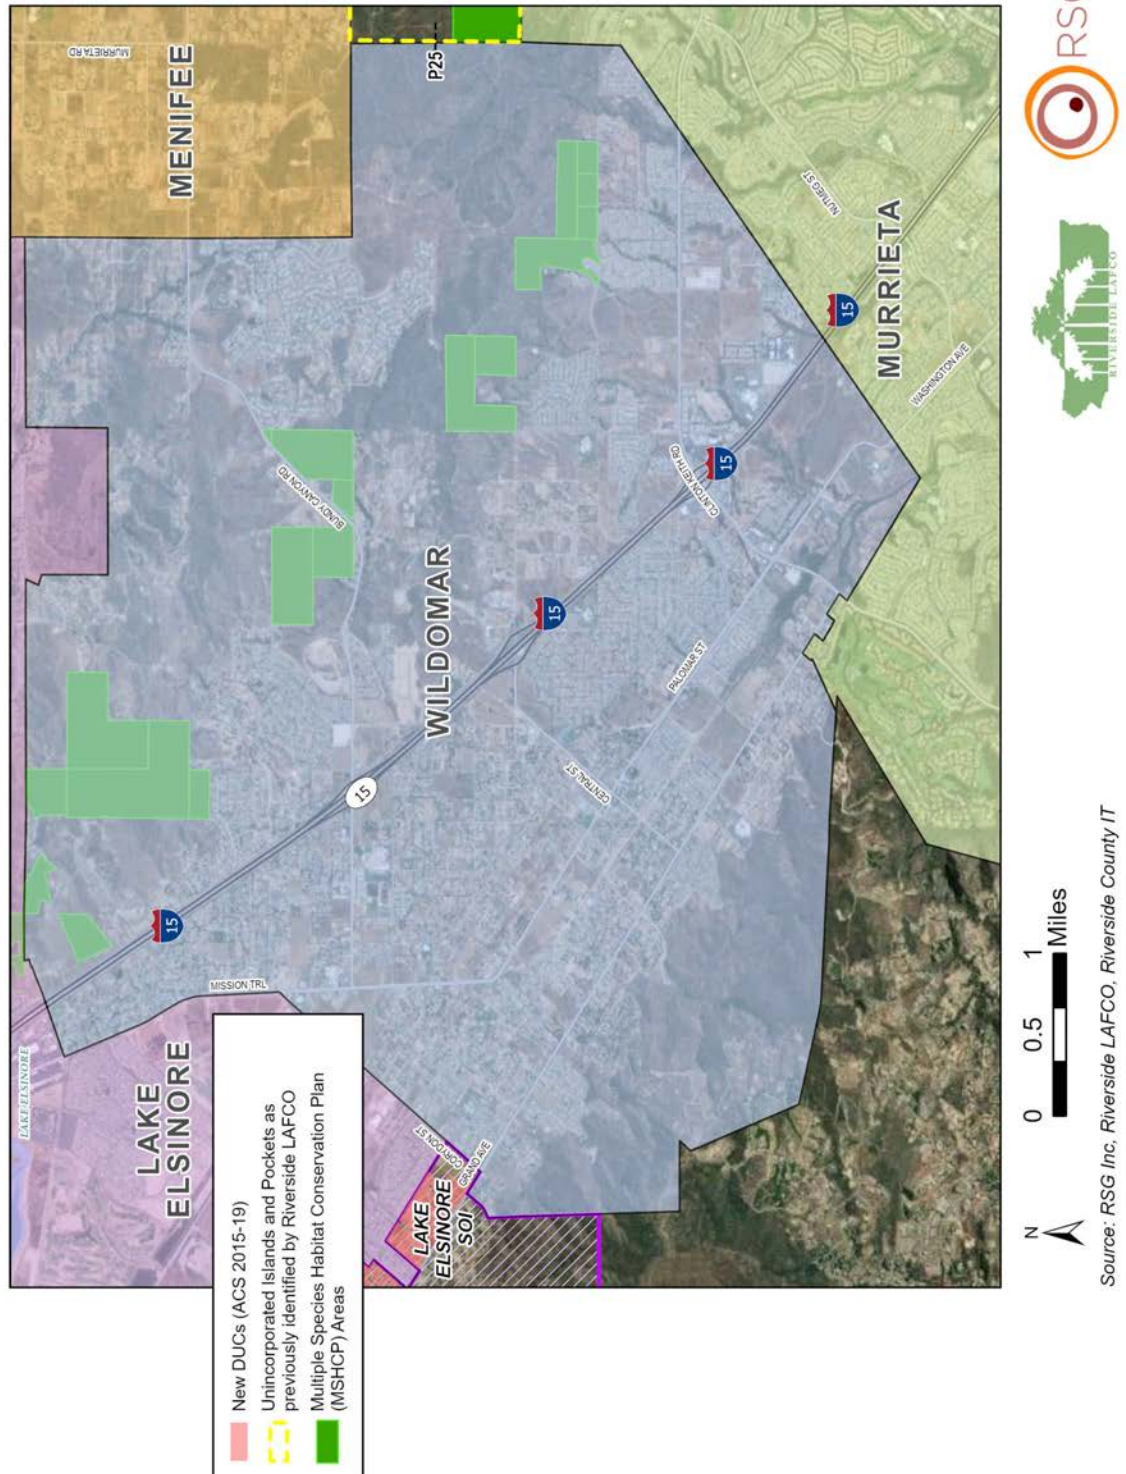 New DUCs (ACS 2015-19)
Unincorporated Islands and Pockets as
previously identified by Riverside LAFCO
Multiple Species Habitat Conservation Plan
(MSHCP) Areas
LAKE ELSINORE
LAKE
ELSINORE
15
MISSION TRL
MENIFEE
MURRIETA RD
BUNDY CANYON RD
15
WILDOMAR
P25
CORYDON ST
GRAND AVE
LAKE
ELSINORE
SOI
CENTRAL ST
15
PALOMAR ST
CLINTON KEITH RD
15
NUTMEG ST
15
MURRIETA
WASHINGTON AVE
N
0 0.5 1
Miles
Source: RSG Inc, Riverside LAFCO, Riverside County IT
RIVERSIDE LAFCO